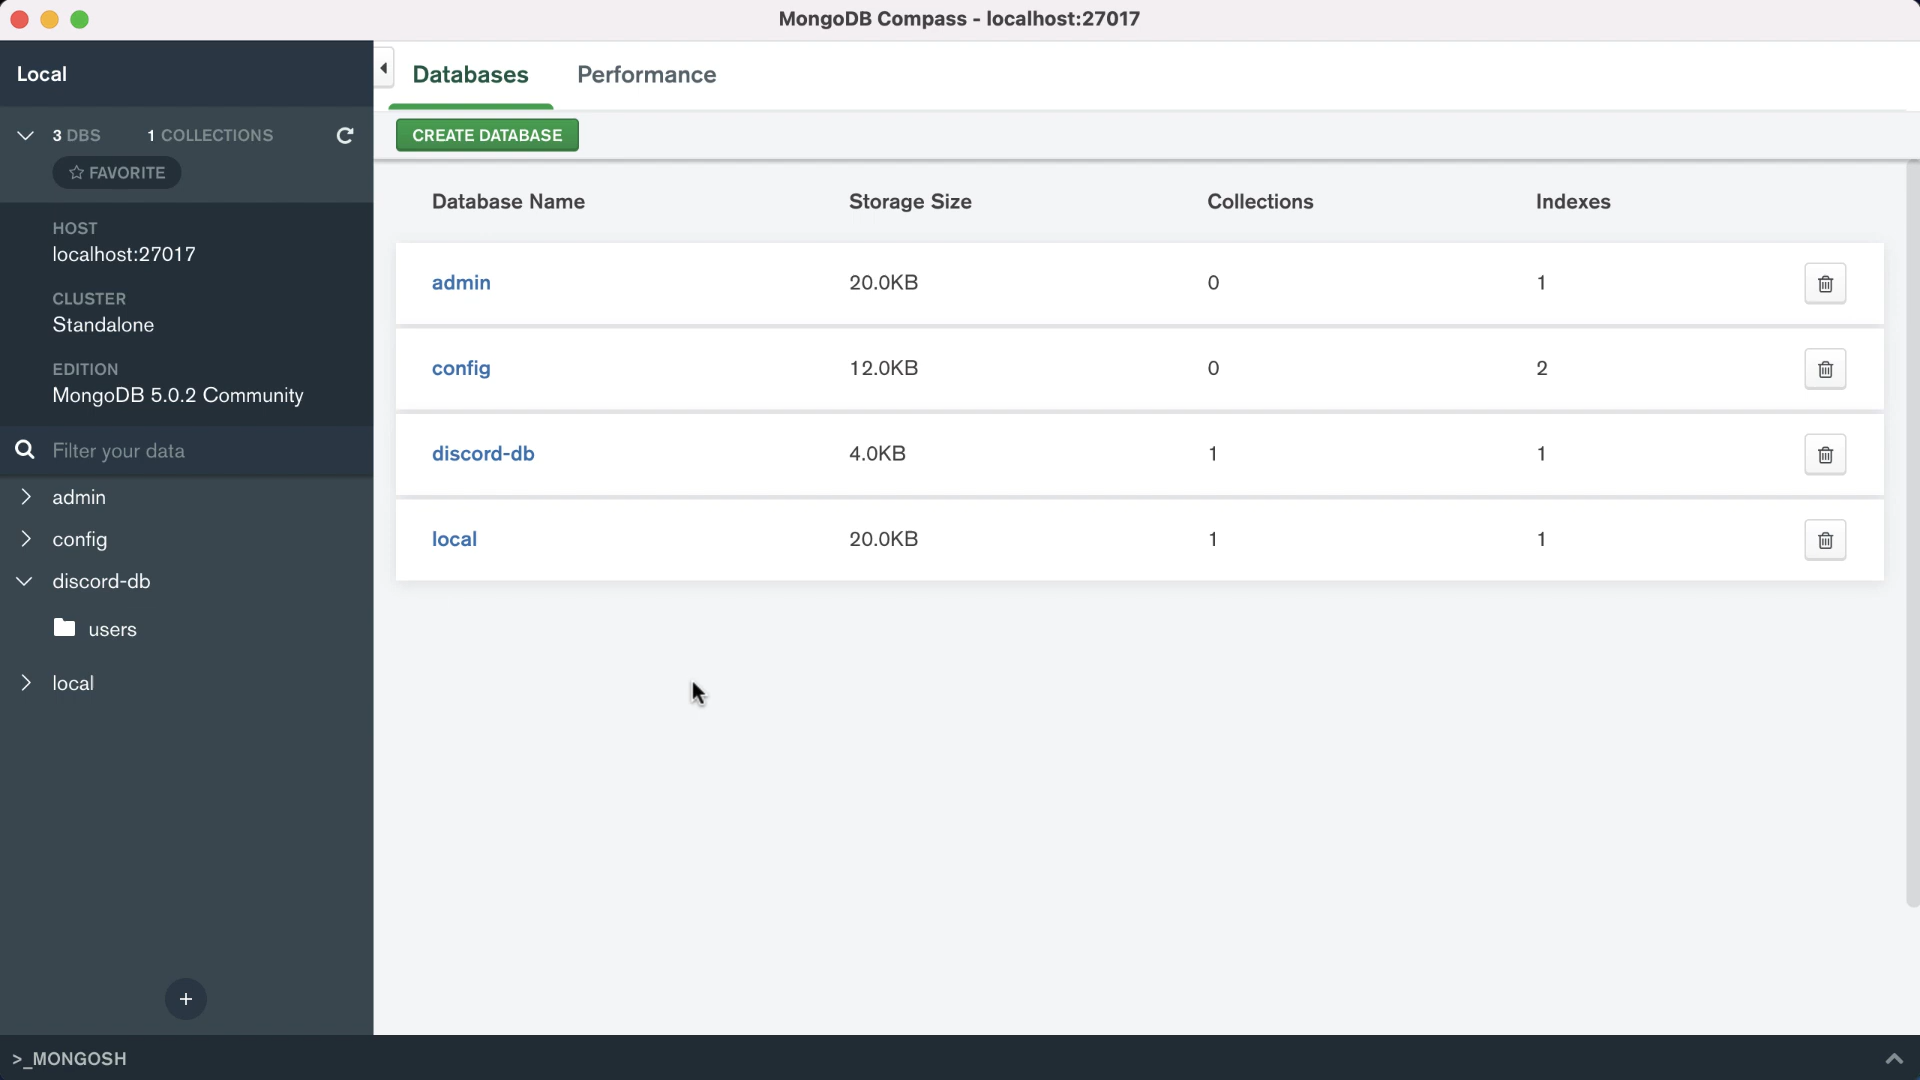 MongoDB Compass - localhost:27017
Local
3 DBS 1 COLLECTIONS
FAVORITE
HOST
localhost:27017
CLUSTER
Standalone
EDITION
MongoDB 5.0.2 Community
Filter your data
admin
config
discord-db
users
local
Databases Performance
CREATE DATABASE
Database Name Storage Size Collections Indexes
admin 20.0KB 0 1
config 12.0KB 0 2
discord-db 4.0KB 1 1
local 20.0KB 1 1
>_MONGOSH